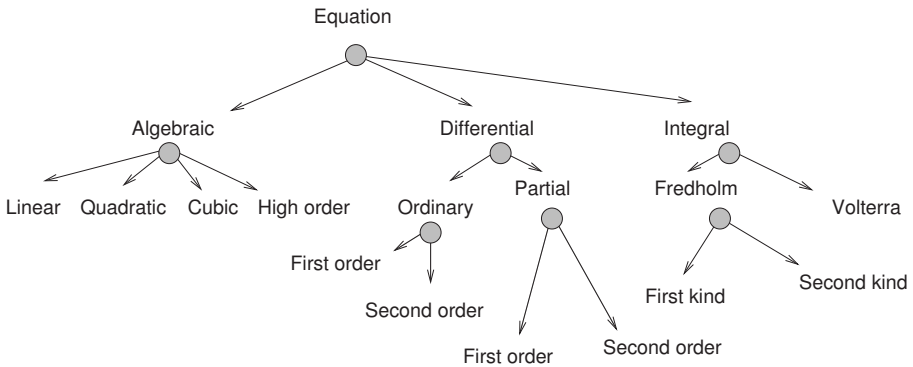 Equation
Algebraic
Differential
Integral
Linear
Quadratic
Cubic
High order
Ordinary
Partial
Fredholm
Volterra
First order
Second order
First order
Second order
First kind
Second kind